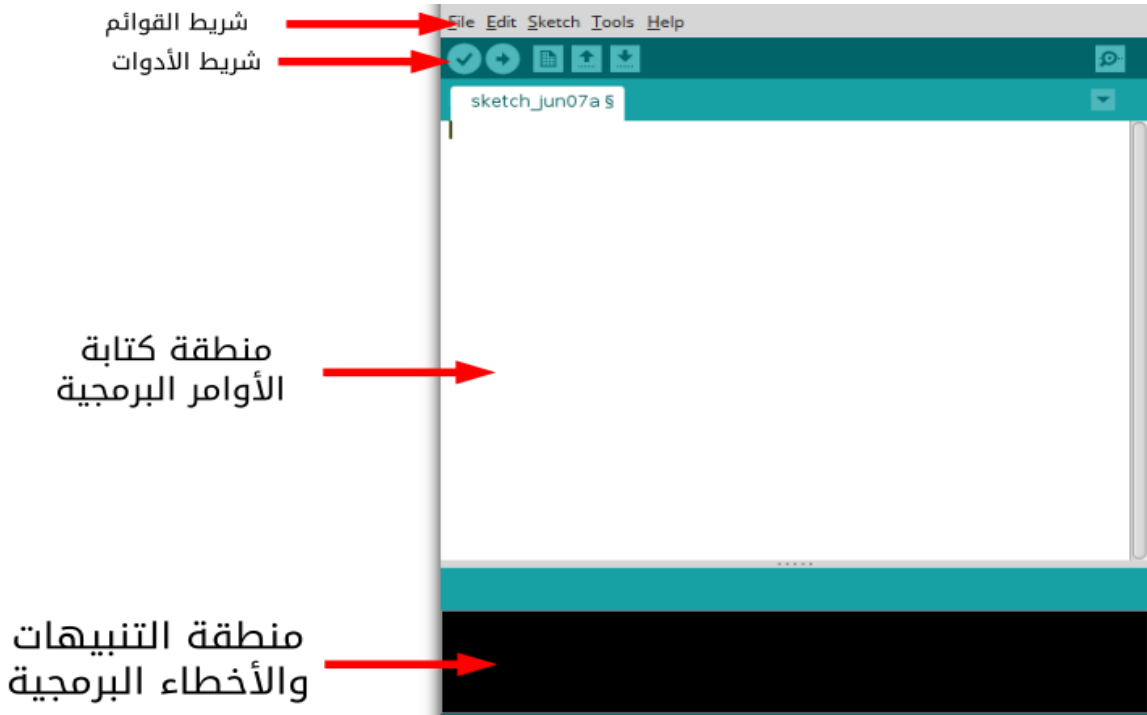 شريط القوائم
File Edit Sketch Tools Help
شريط الأدوات
sketch_jun07a §
منطقة كتابة
الأوامر البرمجية
منطقة التنبيهات
والأخطاء البرمجية